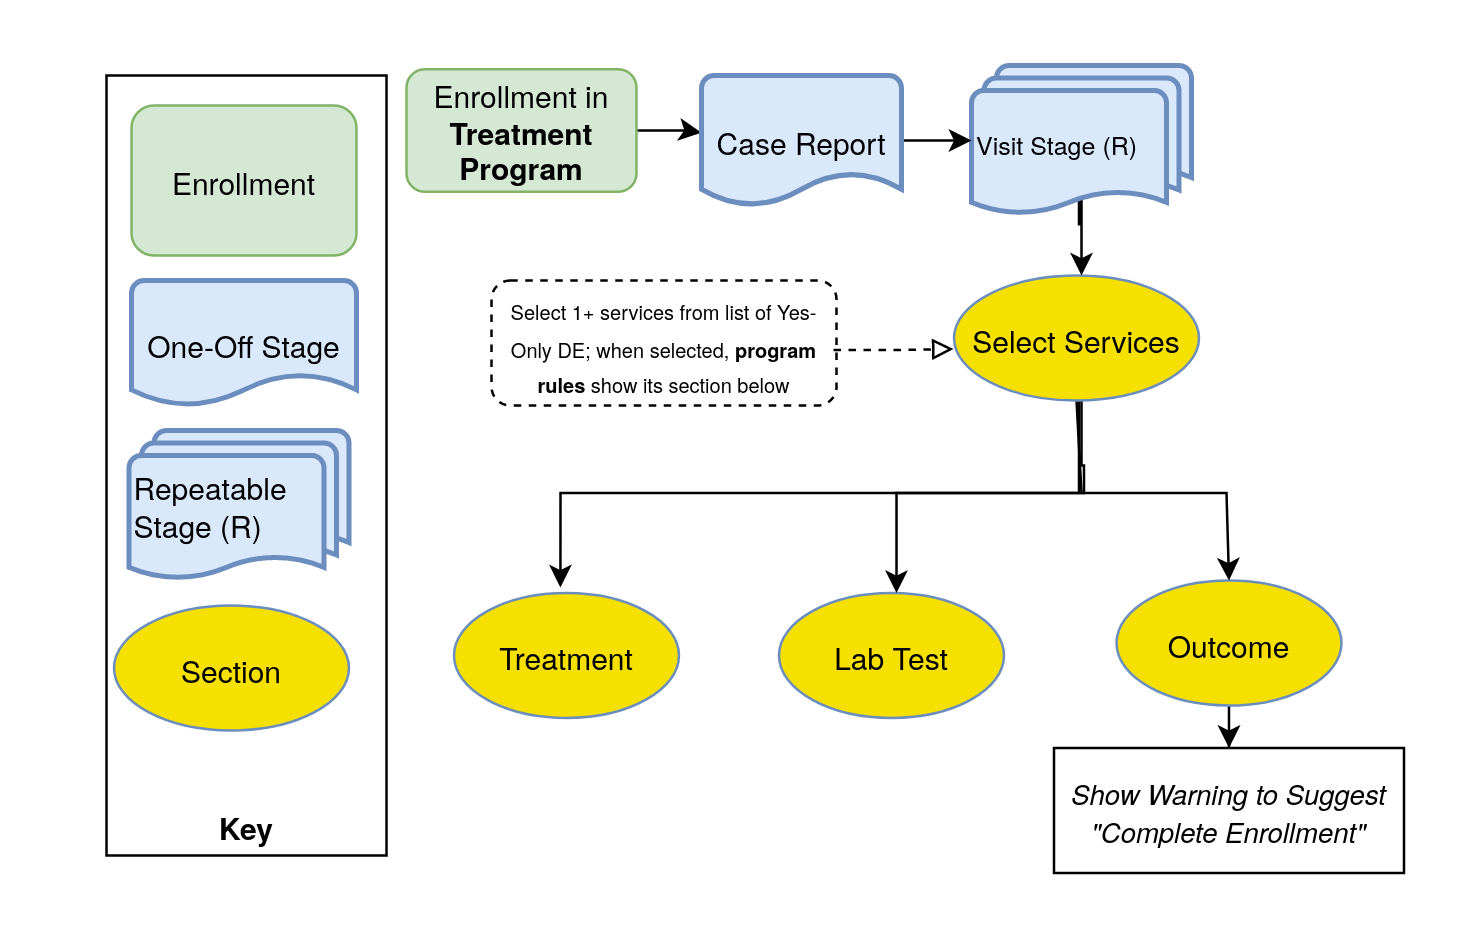 Enrollment
One-Off Stage
Repeatable
Stage (R)
Section
Key
Enrollment in
Treatment
Program
Case Report
Visit Stage (R)
Select 1+ services from list of Yes-
Only DE; when selected, program
rules show its section below
Select Services
Treatment
Lab Test
Outcome
Show Warning to Suggest
"Complete Enrollment"